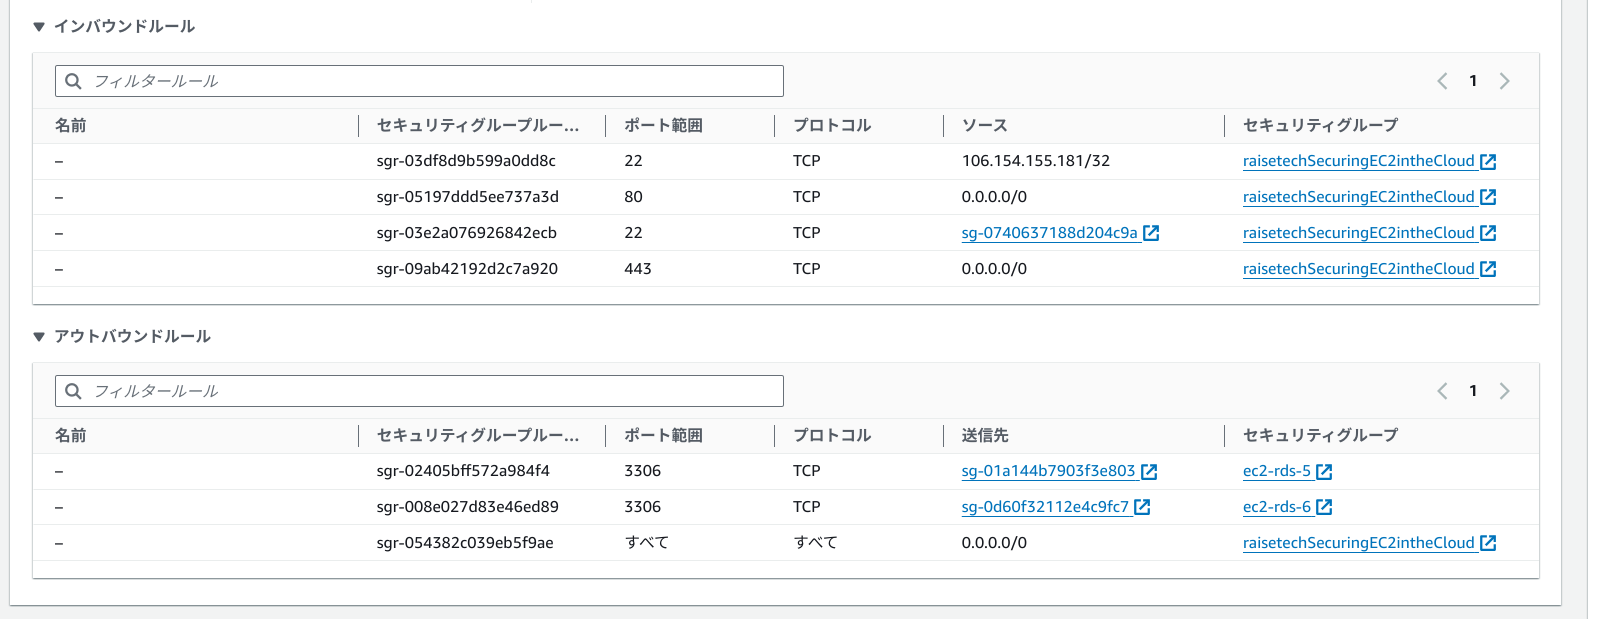 ▼ インバウンドルール
フィルタールール
1
名前 セキュリティグループルー... ポート範囲 プロトコル ソース セキュリティグループ
– sgr-03df8d9b599a0dd8c 22 TCP 106.154.155.181/32 raisetechSecuringEC2intheCloud
– sgr-05197ddd5ee737a3d 80 TCP 0.0.0.0/0 raisetechSecuringEC2intheCloud
– sgr-03e2a076926842ecb 22 TCP sg-0740637188d204c9a raisetechSecuringEC2intheCloud
– sgr-09ab42192d2c7a920 443 TCP 0.0.0.0/0 raisetechSecuringEC2intheCloud
▼ アウトバウンドルール
フィルタールール
1
名前 セキュリティグループルー... ポート範囲 プロトコル 送信先 セキュリティグループ
– sgr-02405bff572a984f4 3306 TCP sg-01a144b7903f3e803 ec2-rds-5
– sgr-008e027d83e46ed89 3306 TCP sg-0d60f32112e4c9fc7 ec2-rds-6
– sgr-054382c039eb5f9ae すべて すべて 0.0.0.0/0 raisetechSecuringEC2intheCloud